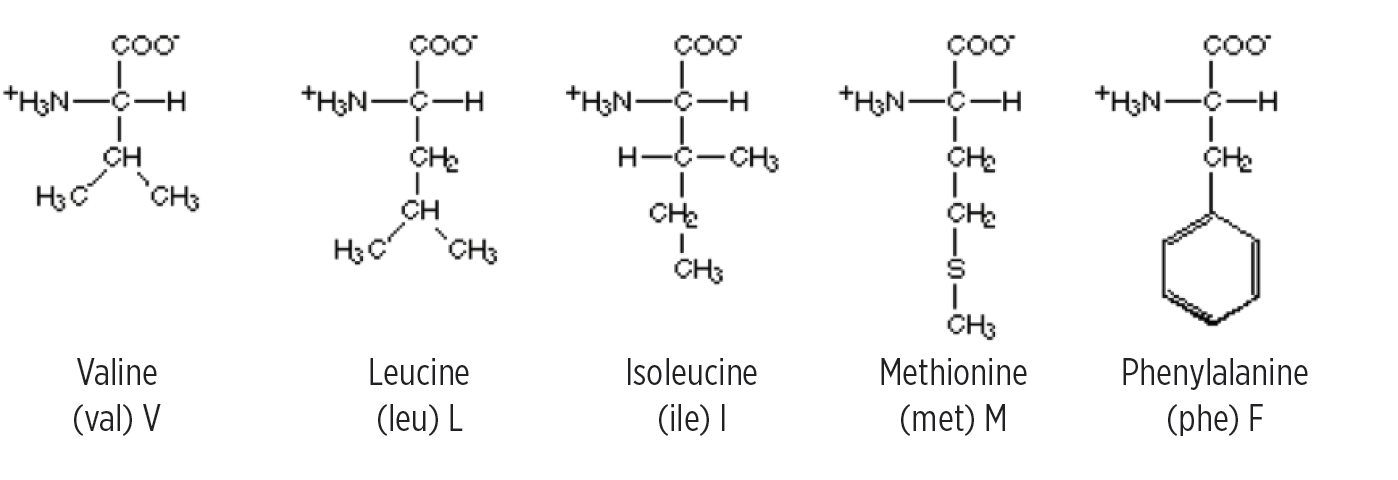 COO⁻ COO⁻ COO⁻ COO⁻ COO⁻
⁺H₃N C H ⁺H₃N C H ⁺H₃N C H ⁺H₃N C H ⁺H₃N C H
CH CH₂ H C CH₃ CH₂ CH₂
H₃C CH₃ CH CH₂ CH₂
H₃C CH₃ CH₃ S
CH₃
Valine Leucine Isoleucine Methionine Phenylalanine
(val) V (leu) L (ile) I (met) M (phe) F